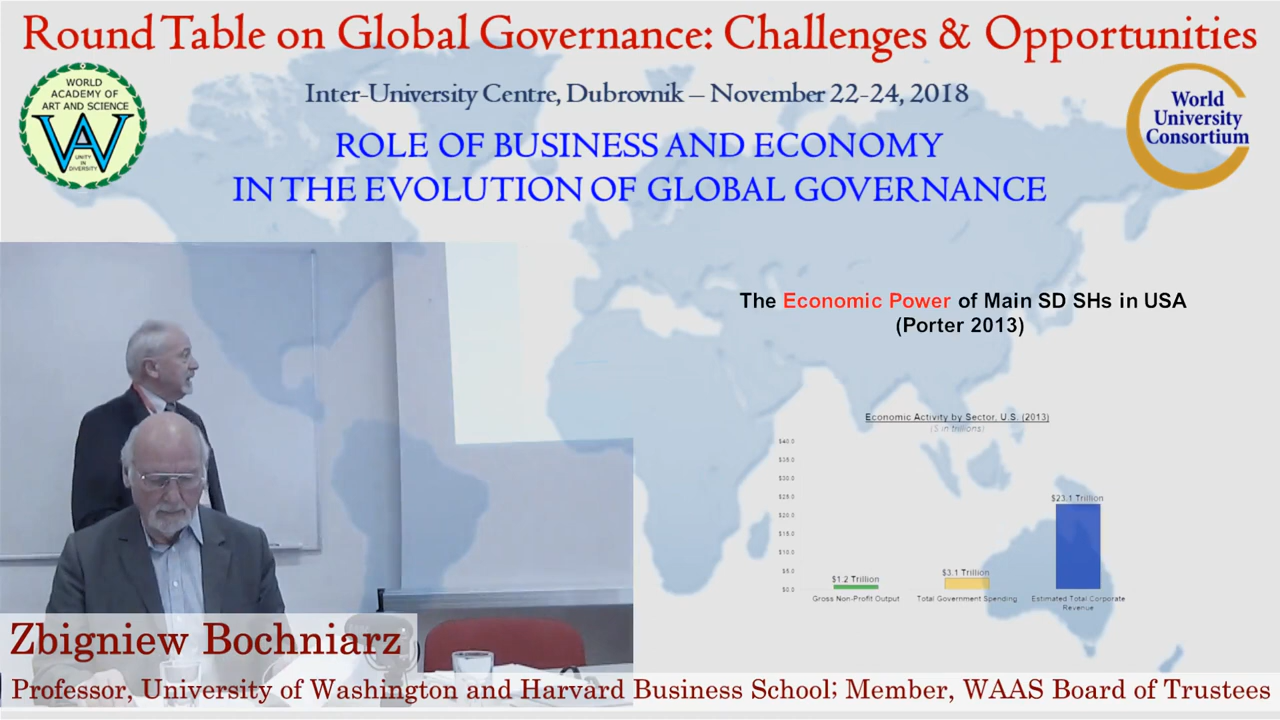 Round Table on Global Governance: Challenges & Opportunities
WORLD
ACADEMY OF
ART AND SCIENCE
WA
UNITY
IN
DIVERSITY
Inter-University Centre, Dubrovnik – November 22-24, 2018
ROLE OF BUSINESS AND ECONOMY
IN THE EVOLUTION OF GLOBAL GOVERNANCE
World
University
Consortium
The Economic Power of Main SD SHs in USA
(Porter 2013)
Economic Activity by Sector, U.S. (2013)
($ in trillions)
$40.0
$35.0
$30.0
$25.0
$20.0
$15.0
$10.0
$5.0
$0.0
$1.2 Trillion
$3.1 Trillion
$23.1 Trillion
Gross Non-Profit Output
Total Government Spending
Estimated Total Corporate
Revenue
Zbigniew Bochniarz
Professor, University of Washington and Harvard Business School; Member, WAAS Board of Trustees